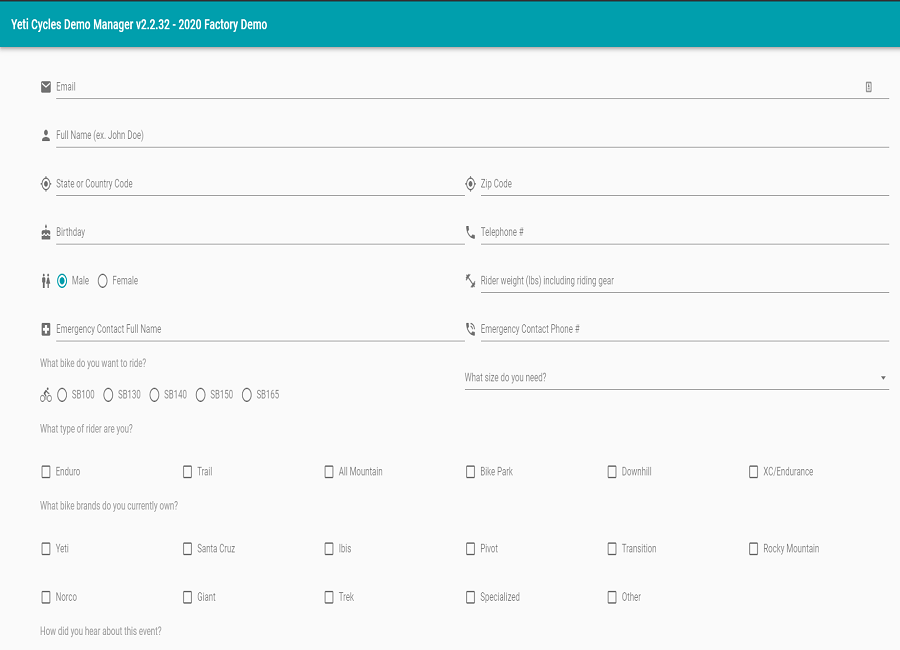 Yeti Cycles Demo Manager v2.2.32 - 2020 Factory Demo
Email
Full Name (ex. John Doe)
State or Country Code Zip Code
Birthday Telephone #
Male Female Rider weight (lbs) including riding gear
Emergency Contact Full Name Emergency Contact Phone #
What bike do you want to ride?
What size do you need?
SB100 SB130 SB140 SB150 SB165
What type of rider are you?
Enduro Trail All Mountain Bike Park Downhill XC/Endurance
What bike brands do you currently own?
Yeti Santa Cruz Ibis Pivot Transition Rocky Mountain
Norco Giant Trek Specialized Other
How did you hear about this event?